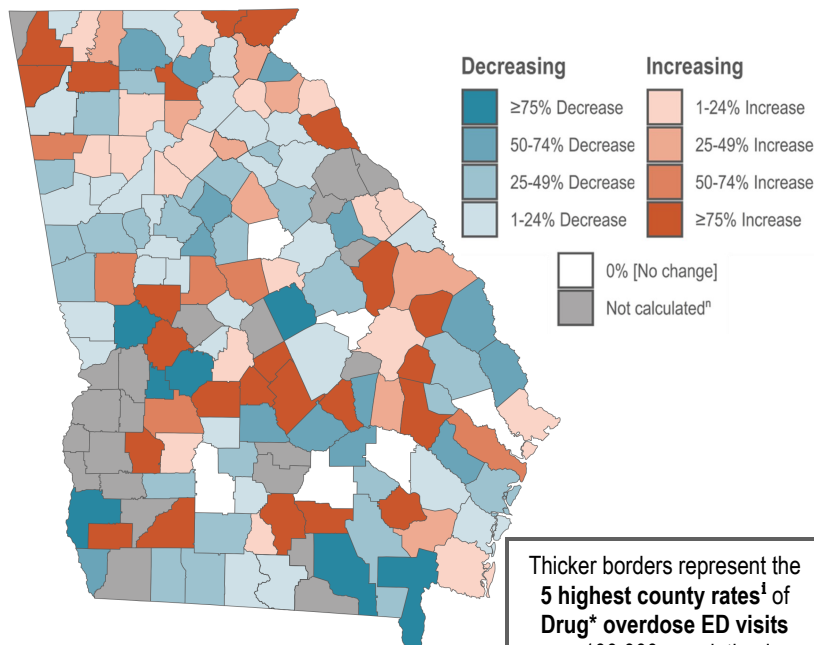 Decreasing
≥75% Decrease
50-74% Decrease
25-49% Decrease
1-24% Decrease
Increasing
1-24% Increase
25-49% Increase
50-74% Increase
≥75% Increase
0% [No change]
Not calculatedⁿ
Thicker borders represent the
5 highest county rates¹ of
Drug* overdose ED visits